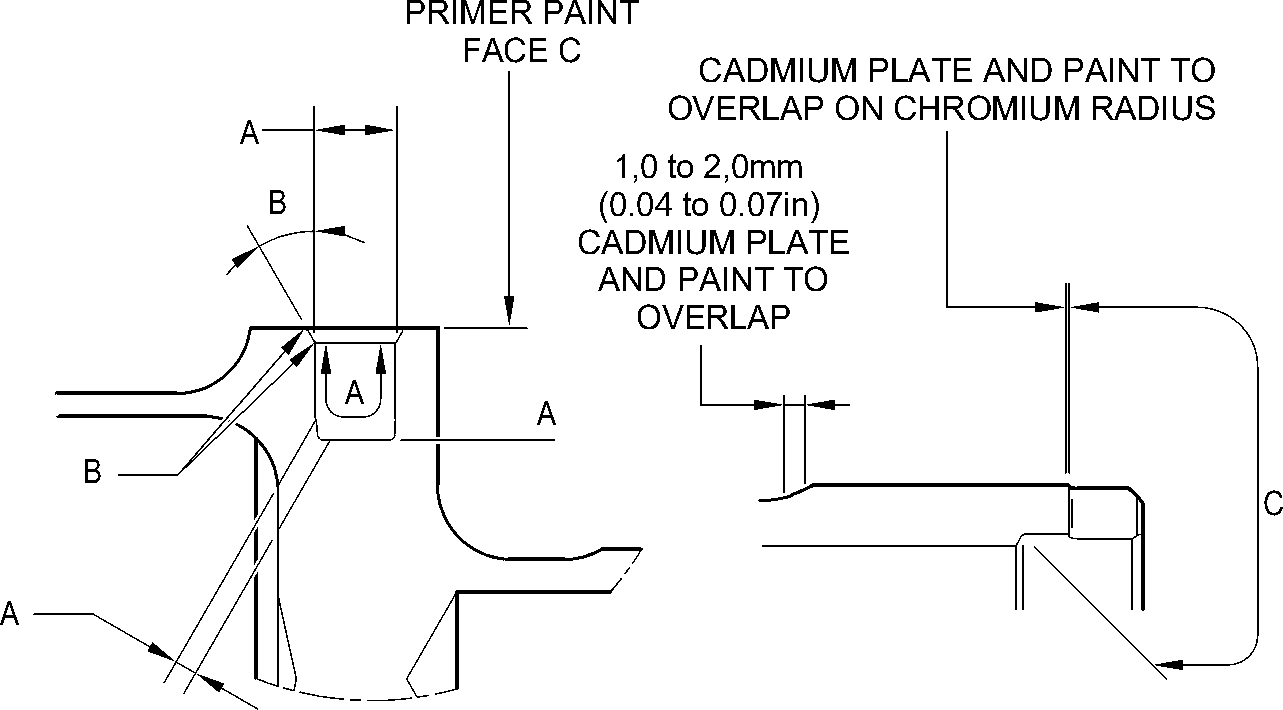 PRIMER PAINT
FACE C
CADMIUM PLATE AND PAINT TO
OVERLAP ON CHROMIUM RADIUS
A
1,0 to 2,0mm
(0.04 to 0.07in)
CADMIUM PLATE
AND PAINT TO
OVERLAP
B
A
A
B
C
A